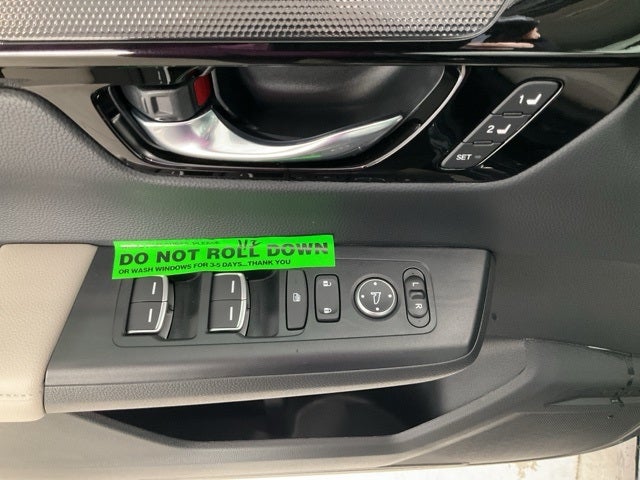 1
2
SET
DO NOT ROLL DOWN
OR WASH WINDOWS FOR 3-5 DAYS...THANK YOU
L
R